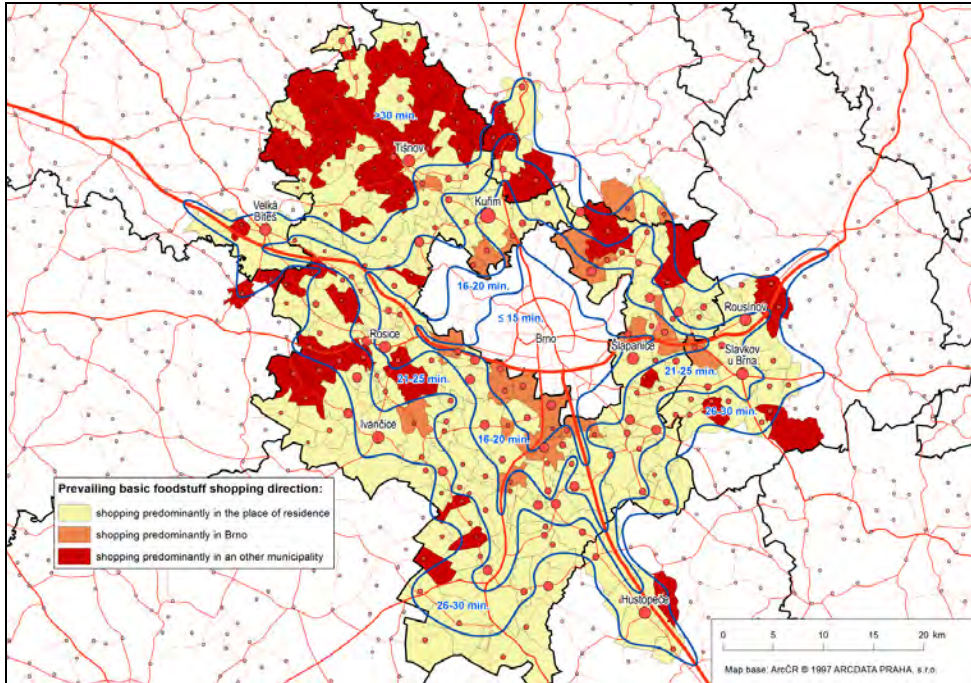 >30 min.
Tišnov
Kuřim
Velká
Bíteš
16-20 min.
≤ 15 min.
Brno
Rousínov
Šlapanice
Slavkov
u Brna
Rosice
21-25 min.
21-25 min.
26-30 min.
Ivančice
16-20 min.
Prevailing basic foodstuff shopping direction:
shopping predominantly in the place of residence
shopping predominantly in Brno
shopping predominantly in an other municipality
26-30 min.
Hustopeče
0 5 10 15 20 km
Map base: ArcČR © 1997 ARCDATA PRAHA, s.r.o.